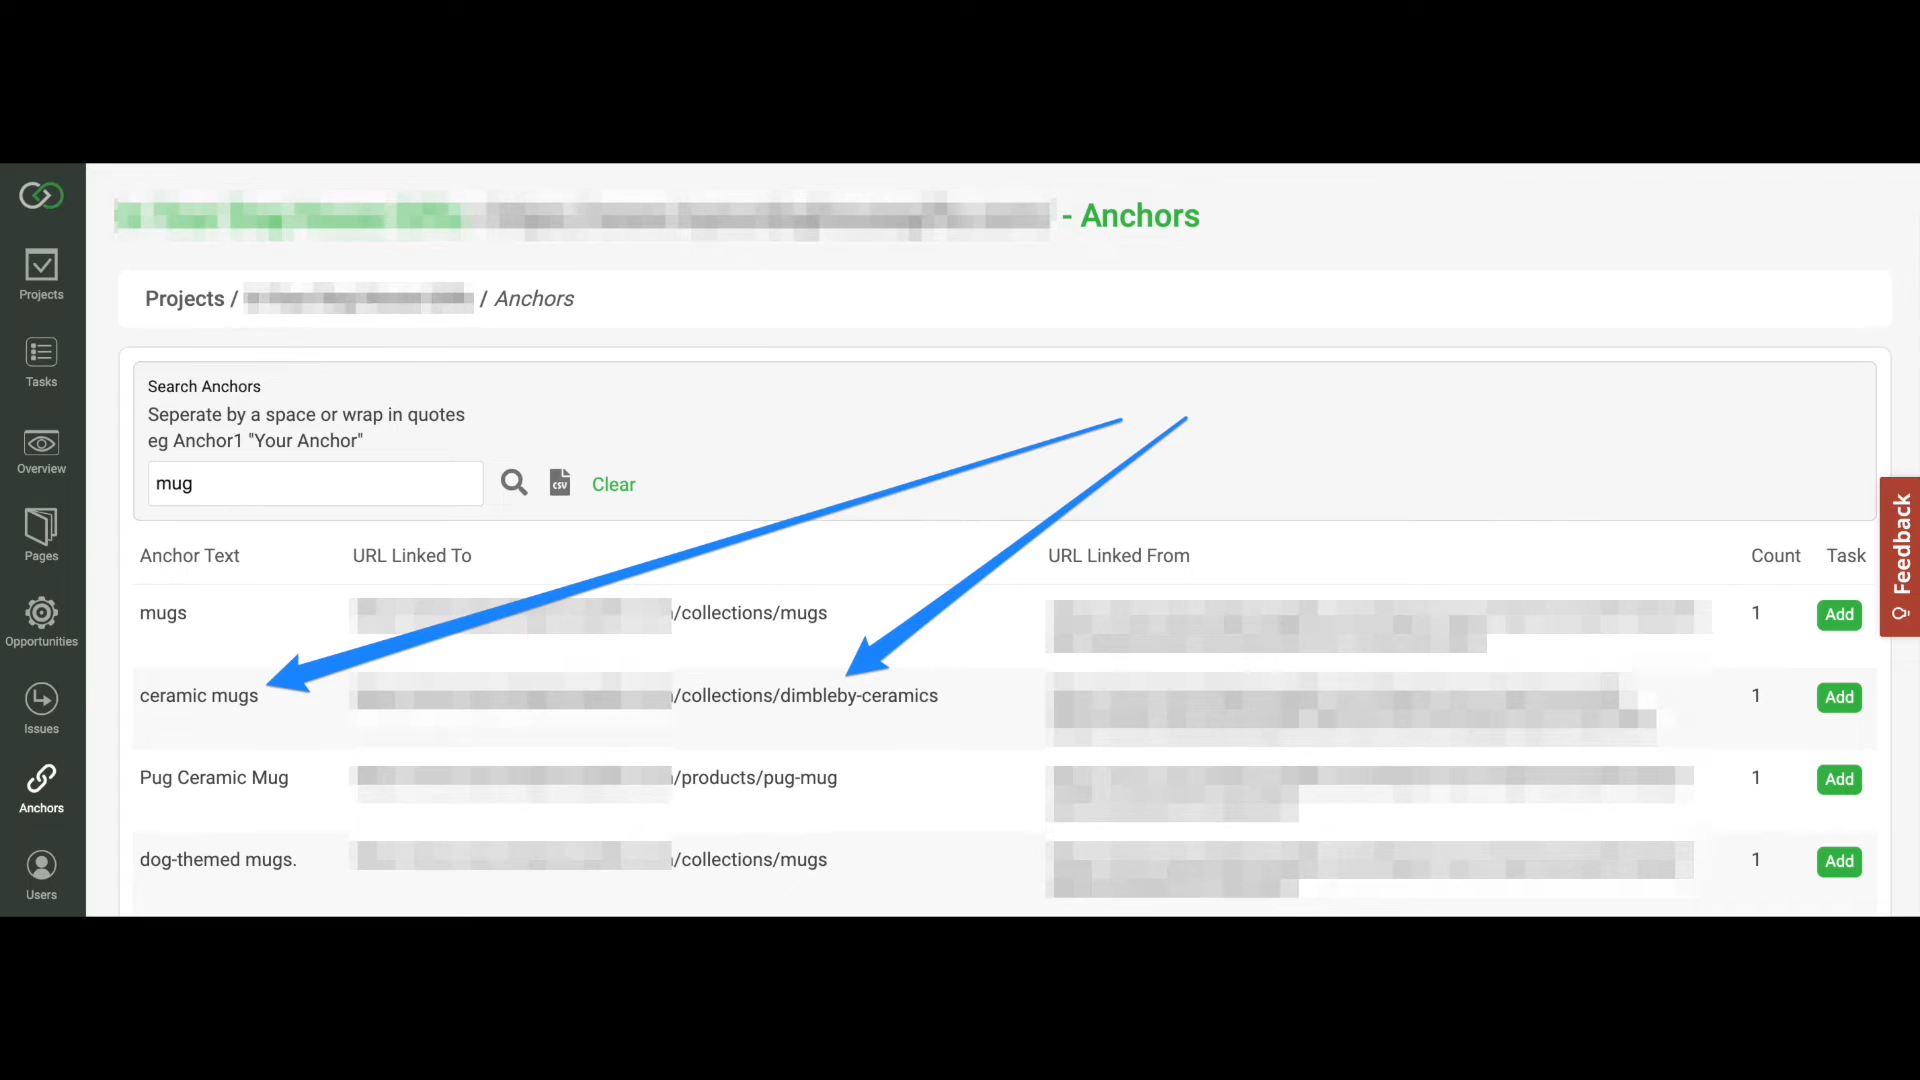 - Anchors
Projects / / Anchors
Projects
Tasks
Overview
Pages
Opportunities
Issues
Anchors
Users
Search Anchors
Seperate by a space or wrap in quotes
eg Anchor1 "Your Anchor"
mug CSV Clear
Anchor Text URL Linked To URL Linked From Count Task
mugs /collections/mugs 1 Add
ceramic mugs /collections/dimbleby-ceramics 1 Add
Pug Ceramic Mug /products/pug-mug 1 Add
dog-themed mugs. /collections/mugs 1 Add
Feedback